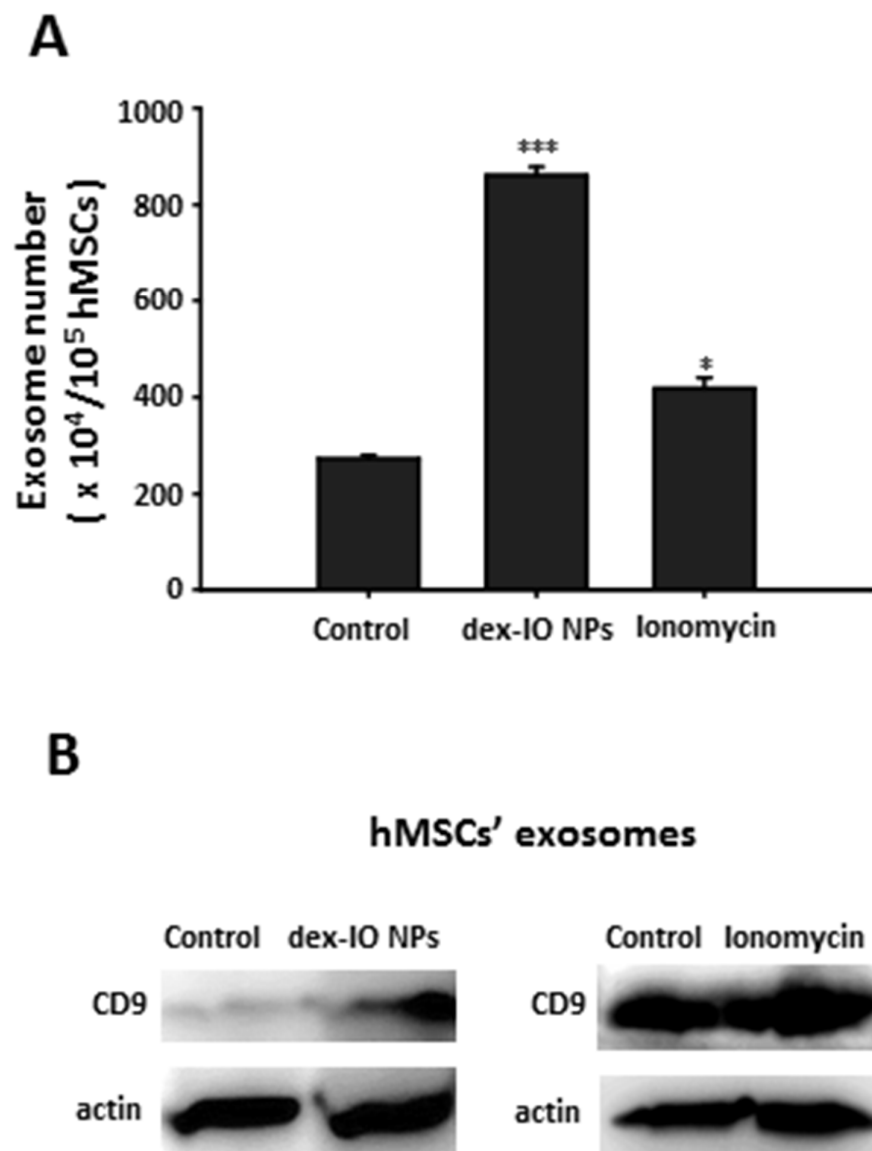 A
1000
800
600
400
200
0
Exosome number
( x 10⁴ /10⁵ hMSCs)
***
*
Control dex-IO NPs Ionomycin
B
hMSCs' exosomes
Control dex-IO NPs Control Ionomycin
CD9 CD9
actin actin